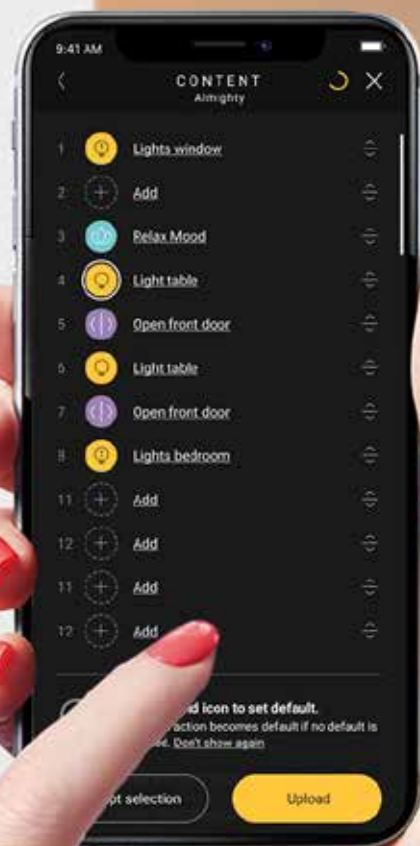 9:41 AM
CONTENT
Almighty
1 Lights window
2 Add
3 Relax Mood
4 Light table
5 Open front door
6 Light table
7 Open front door
8 Lights bedroom
11 Add
12 Add
11 Add
12 Add
icon to set default.
action becomes default if no default is
Don't show again
selection
Upload